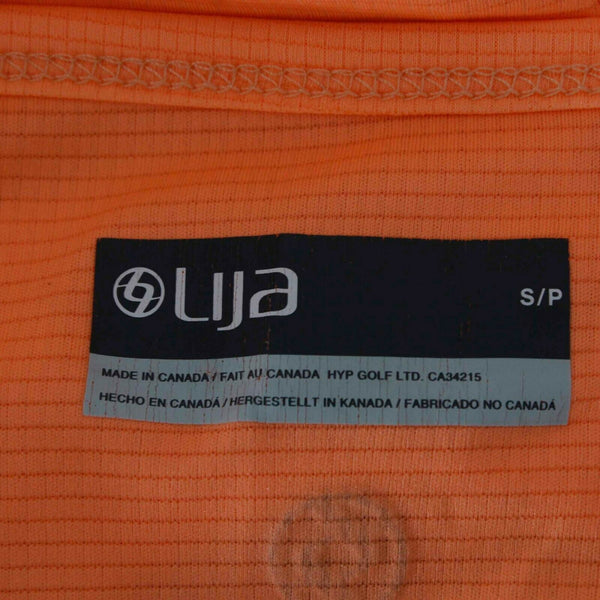 LIJA
S/P
MADE IN CANADA / FAIT AU CANADA HYP GOLF LTD. CA34215
HECHO EN CANADÁ / HERGESTELLT IN KANADA / FABRICADO NO CANADÁ